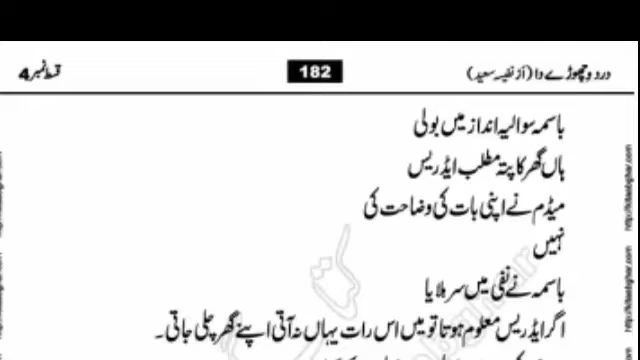 درد وچھوڑے دا (از نفیسہ سعید) 182 قسط نمبر 4
باسمہ سوالیہ انداز میں بولی
ہاں گھر کا پتہ مطلب ایڈریس
میڈم نے اپنی بات کی وضاحت کی
نہیں
باسمہ نے نفی میں سر ہلایا
اگر ایڈریس معلوم ہوتا تو میں اس رات یہاں نہ آتی اپنے گھر چلی جاتی۔